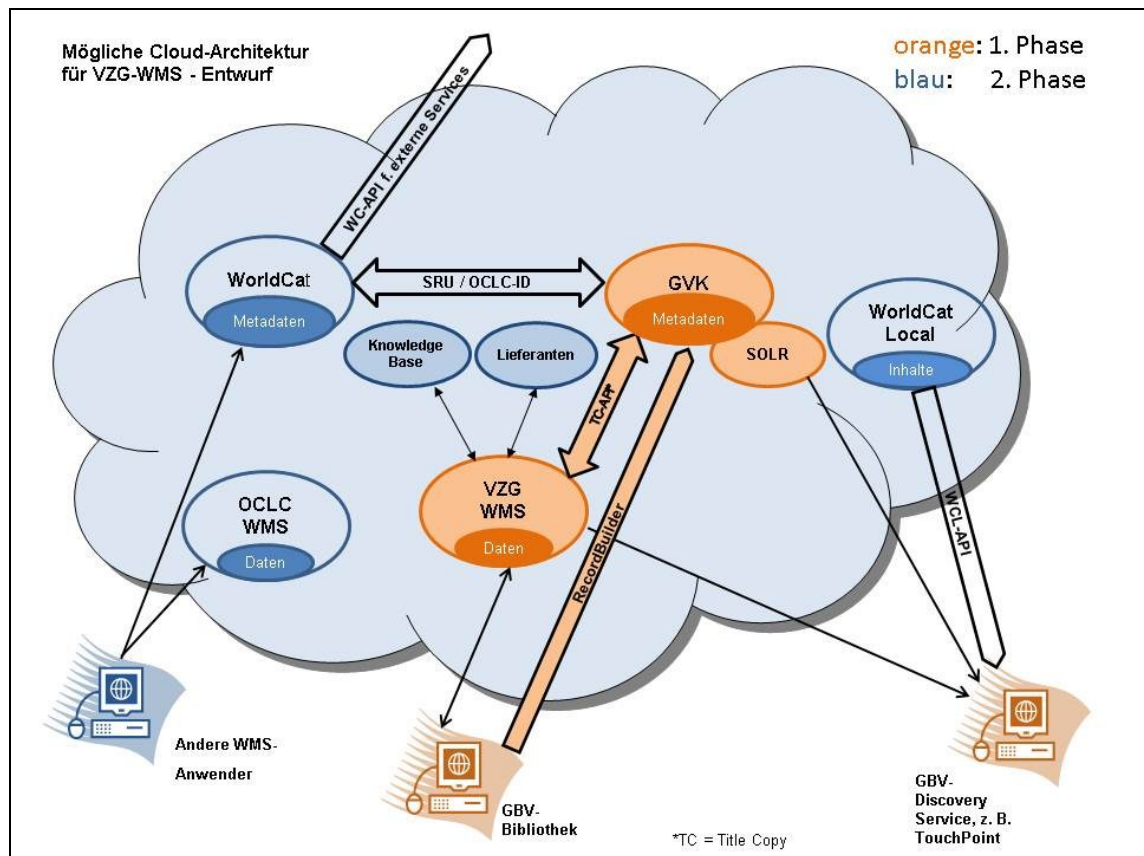 Mögliche Cloud-Architektur
für VZG-WMS - Entwurf
orange: 1. Phase
blau: 2. Phase
WC-API f. externe Services
WorldCat
Metadaten
SRU / OCLC-ID
GVK
Metadaten
SOLR
WorldCat
Local
Inhalte
Knowledge
Base
Lieferanten
TC-API*
OCLC
WMS
Daten
VZG
WMS
Daten
RecordBuilder
WCL-API
Andere WMS-
Anwender
GBV-
Bibliothek
*TC = Title Copy
GBV-
Discovery
Service, z. B.
TouchPoint